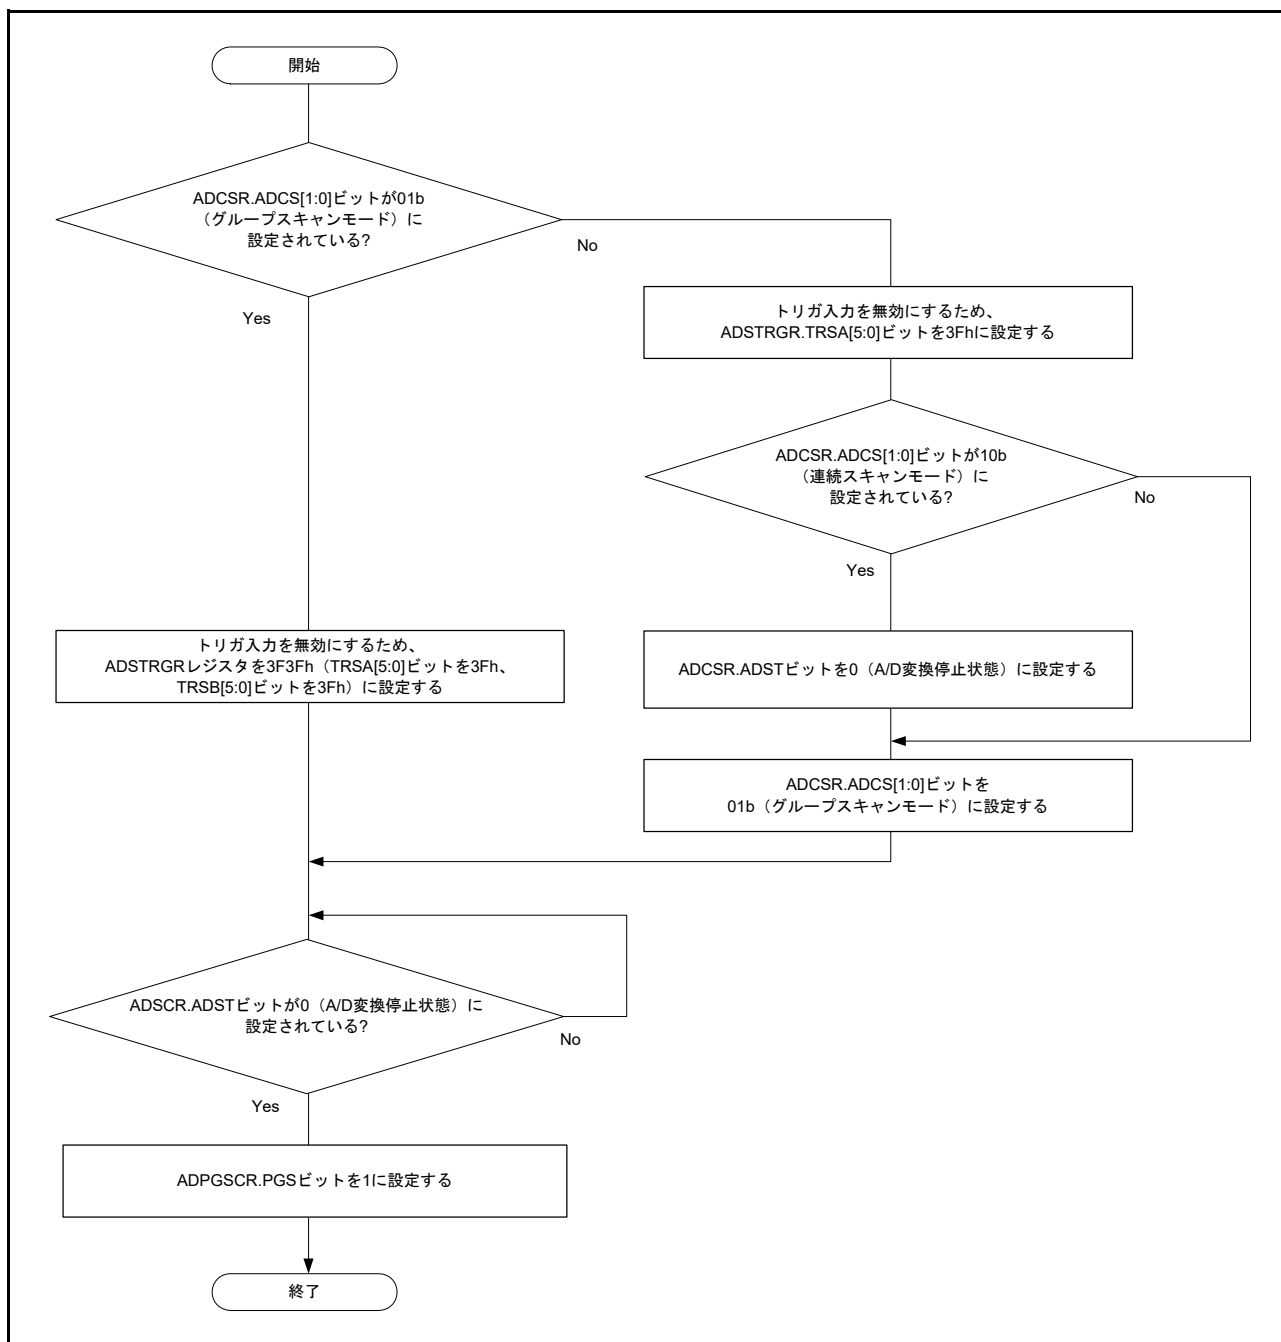 開始
ADCSR.ADCS[1:0]ビットが01b
（グループスキャンモード）に
設定されている?
No
Yes
トリガ入力を無効にするため、
ADSTRGR.TRSA[5:0]ビットを3Fhに設定する
ADCSR.ADCS[1:0]ビットが10b
（連続スキャンモード）に
設定されている?
No
Yes
トリガ入力を無効にするため、
ADSTRGRレジスタを3F3Fh（TRSA[5:0]ビットを3Fh、
TRSB[5:0]ビットを3Fh）に設定する
ADCSR.ADSTビットを0（A/D変換停止状態）に設定する
ADCSR.ADCS[1:0]ビットを
01b（グループスキャンモード）に設定する
ADSCR.ADSTビットが0（A/D変換停止状態）に
設定されている?
No
Yes
ADPGSCR.PGSビットを1に設定する
終了